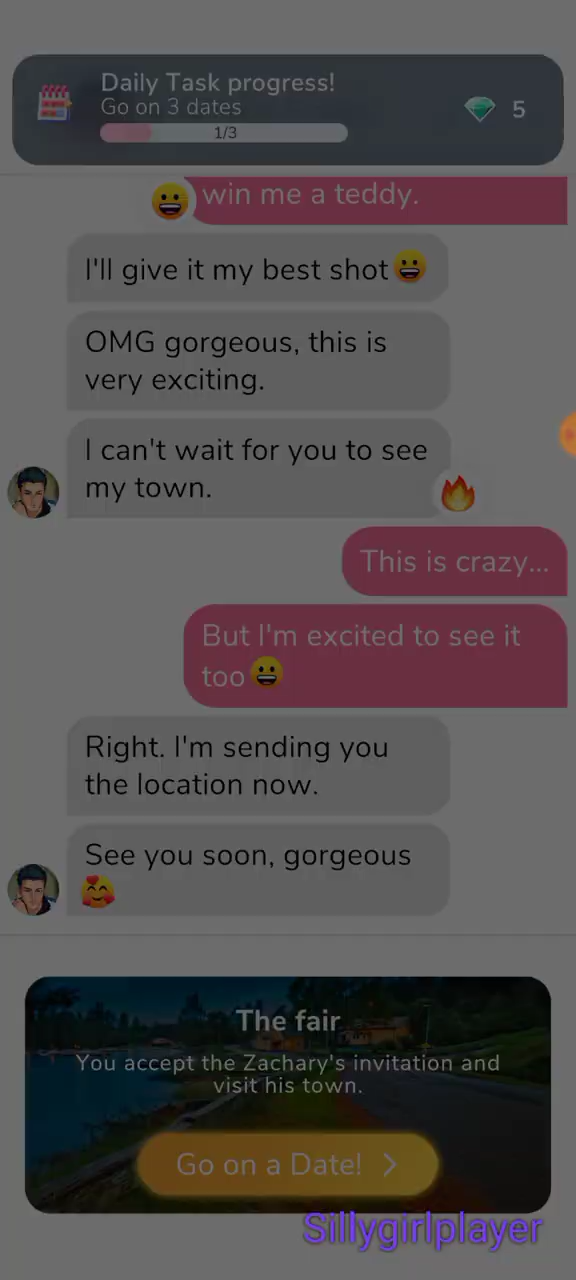 Daily Task progress!
Go on 3 dates
5
1/3
win me a teddy.
I'll give it my best shot
OMG gorgeous, this is
very exciting.
I can't wait for you to see
my town.
This is crazy...
But I'm excited to see it
too
Right. I'm sending you
the location now.
See you soon, gorgeous
The fair
You accept the Zachary's invitation and
visit his town.
Go on a Date!
Sillygirlplayer